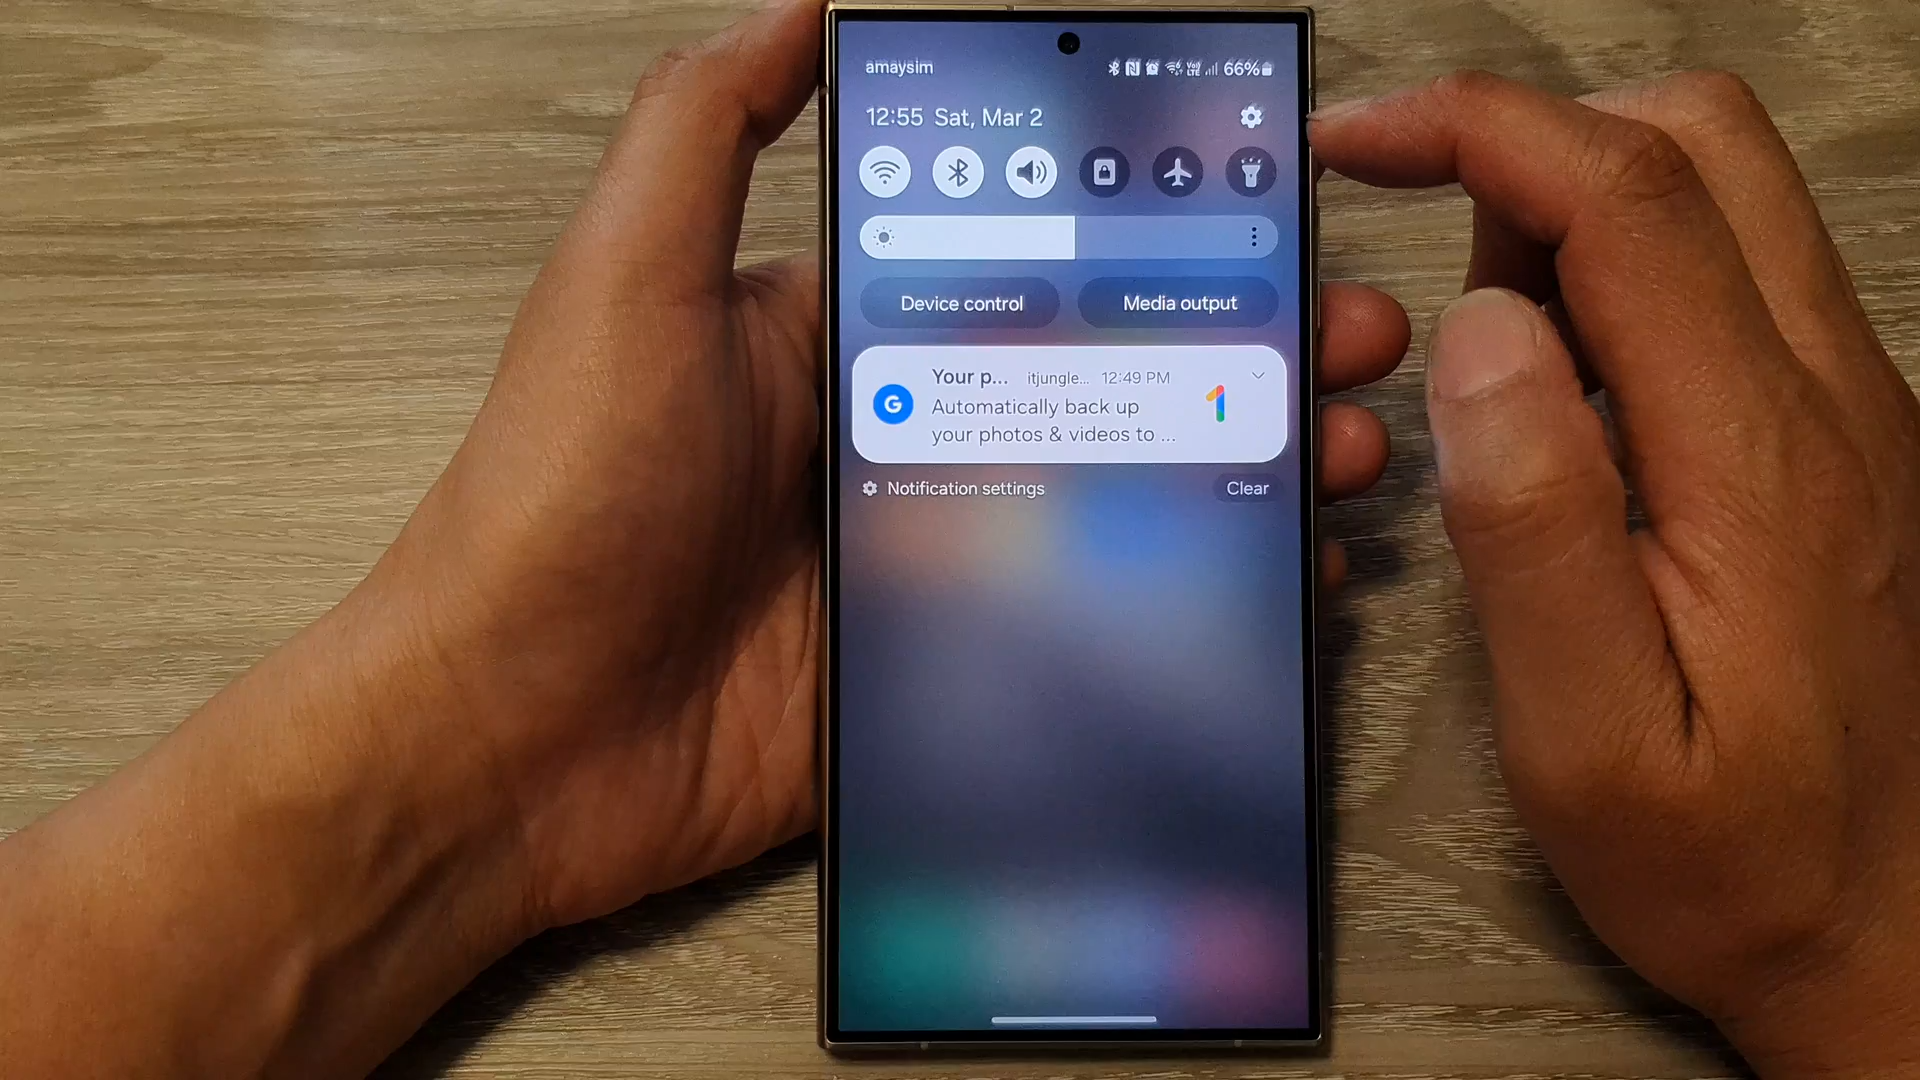 amaysim 66%
12:55 Sat, Mar 2
Device control Media output
Your p... itjungle... 12:49 PM
G
Automatically back up
your photos & videos to ...
Notification settings Clear